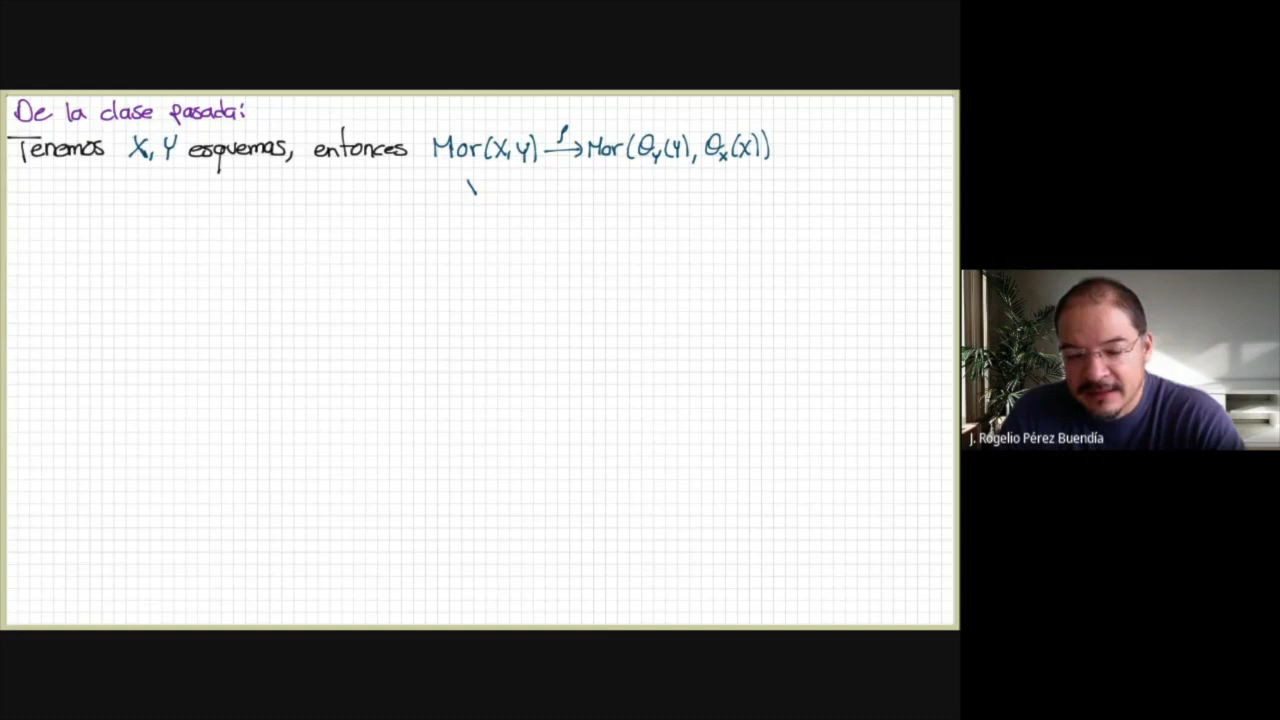 De la clase pasada:
Tenemos X, Y esquemas, entonces Mor(X, Y) —ρ→ Mor(O_Y(Y), O_X(X))
J. Rogelio Pérez Buendía